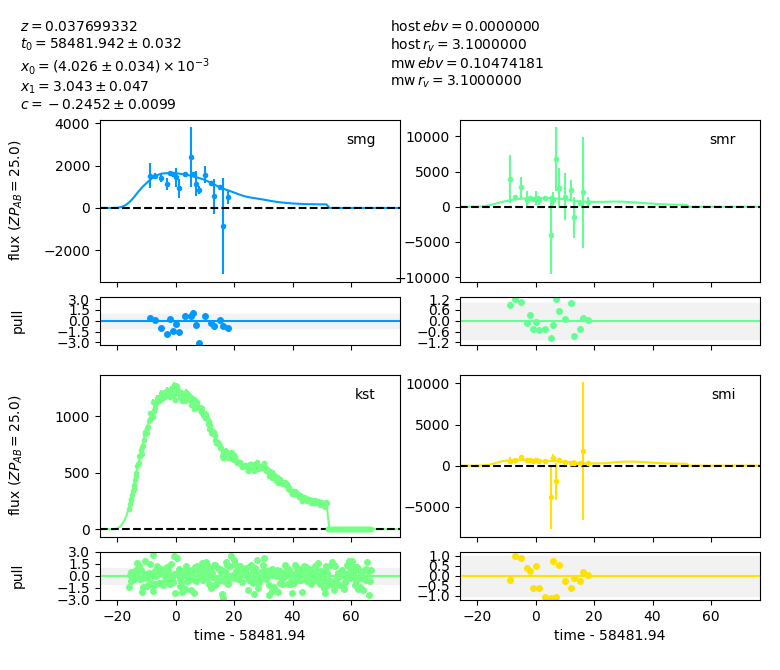 z = 0.037699332
t₀ = 58481.942 ± 0.032
x₀ = (4.026 ± 0.034) × 10⁻³
x₁ = 3.043 ± 0.047
c = −0.2452 ± 0.0099
host ebv = 0.0000000
host r_v = 3.1000000
mw ebv = 0.10474181
mw r_v = 3.1000000
flux (ZP_AB = 25.0)
4000
2000
0
−2000
smg
10000
5000
0
−5000
−10000
smr
pull
3.0
1.5
0.0
−1.5
−3.0
1.2
0.6
0.0
−0.6
−1.2
flux (ZP_AB = 25.0)
1000
500
0
kst
10000
5000
0
−5000
smi
pull
3.0
1.5
0.0
−1.5
−3.0
1.0
0.5
0.0
−0.5
−1.0
−20 0 20 40 60
−20 0 20 40 60
time - 58481.94
time - 58481.94